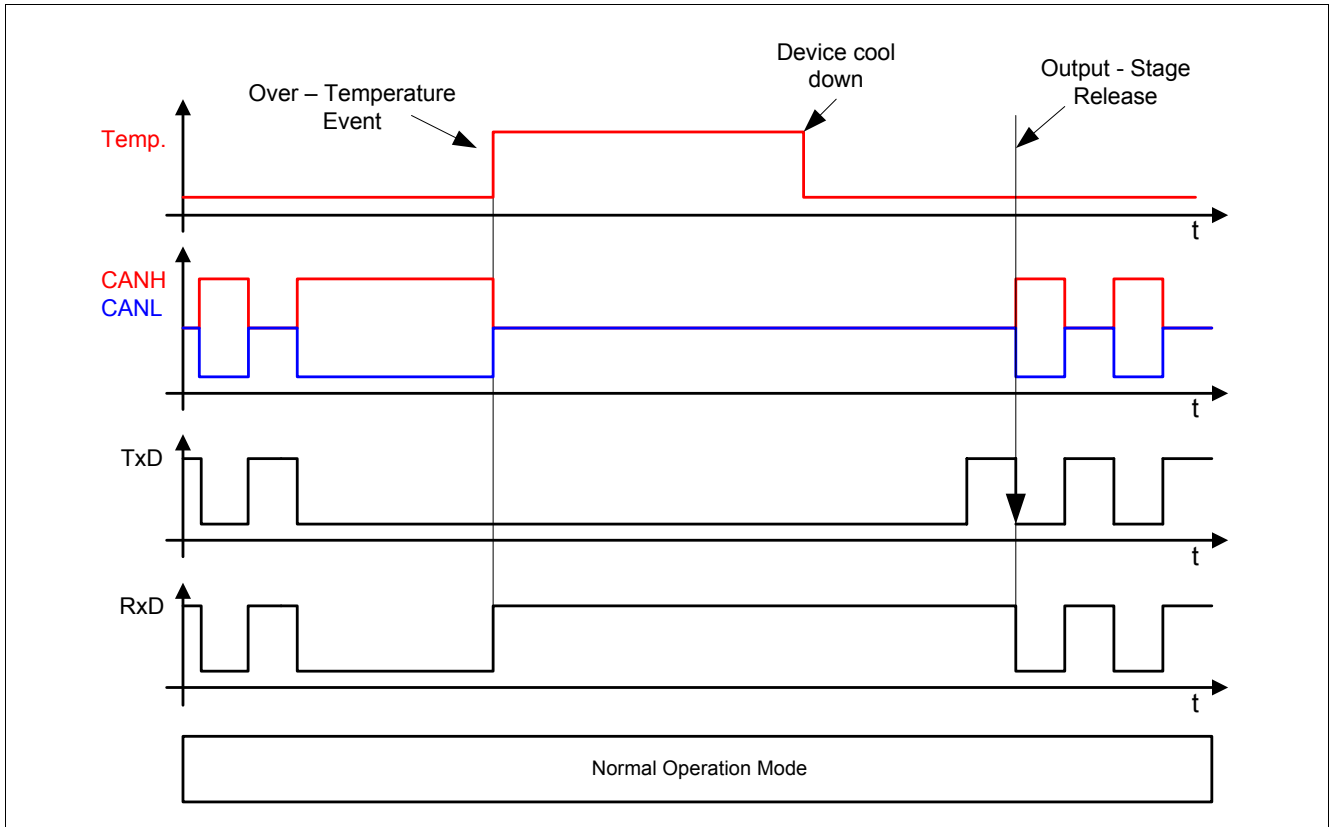 Device cool
down
Output - Stage
Release
Over – Temperature
Event
Temp.
t
CANH
CANL
t
TxD
t
RxD
t
Normal Operation Mode